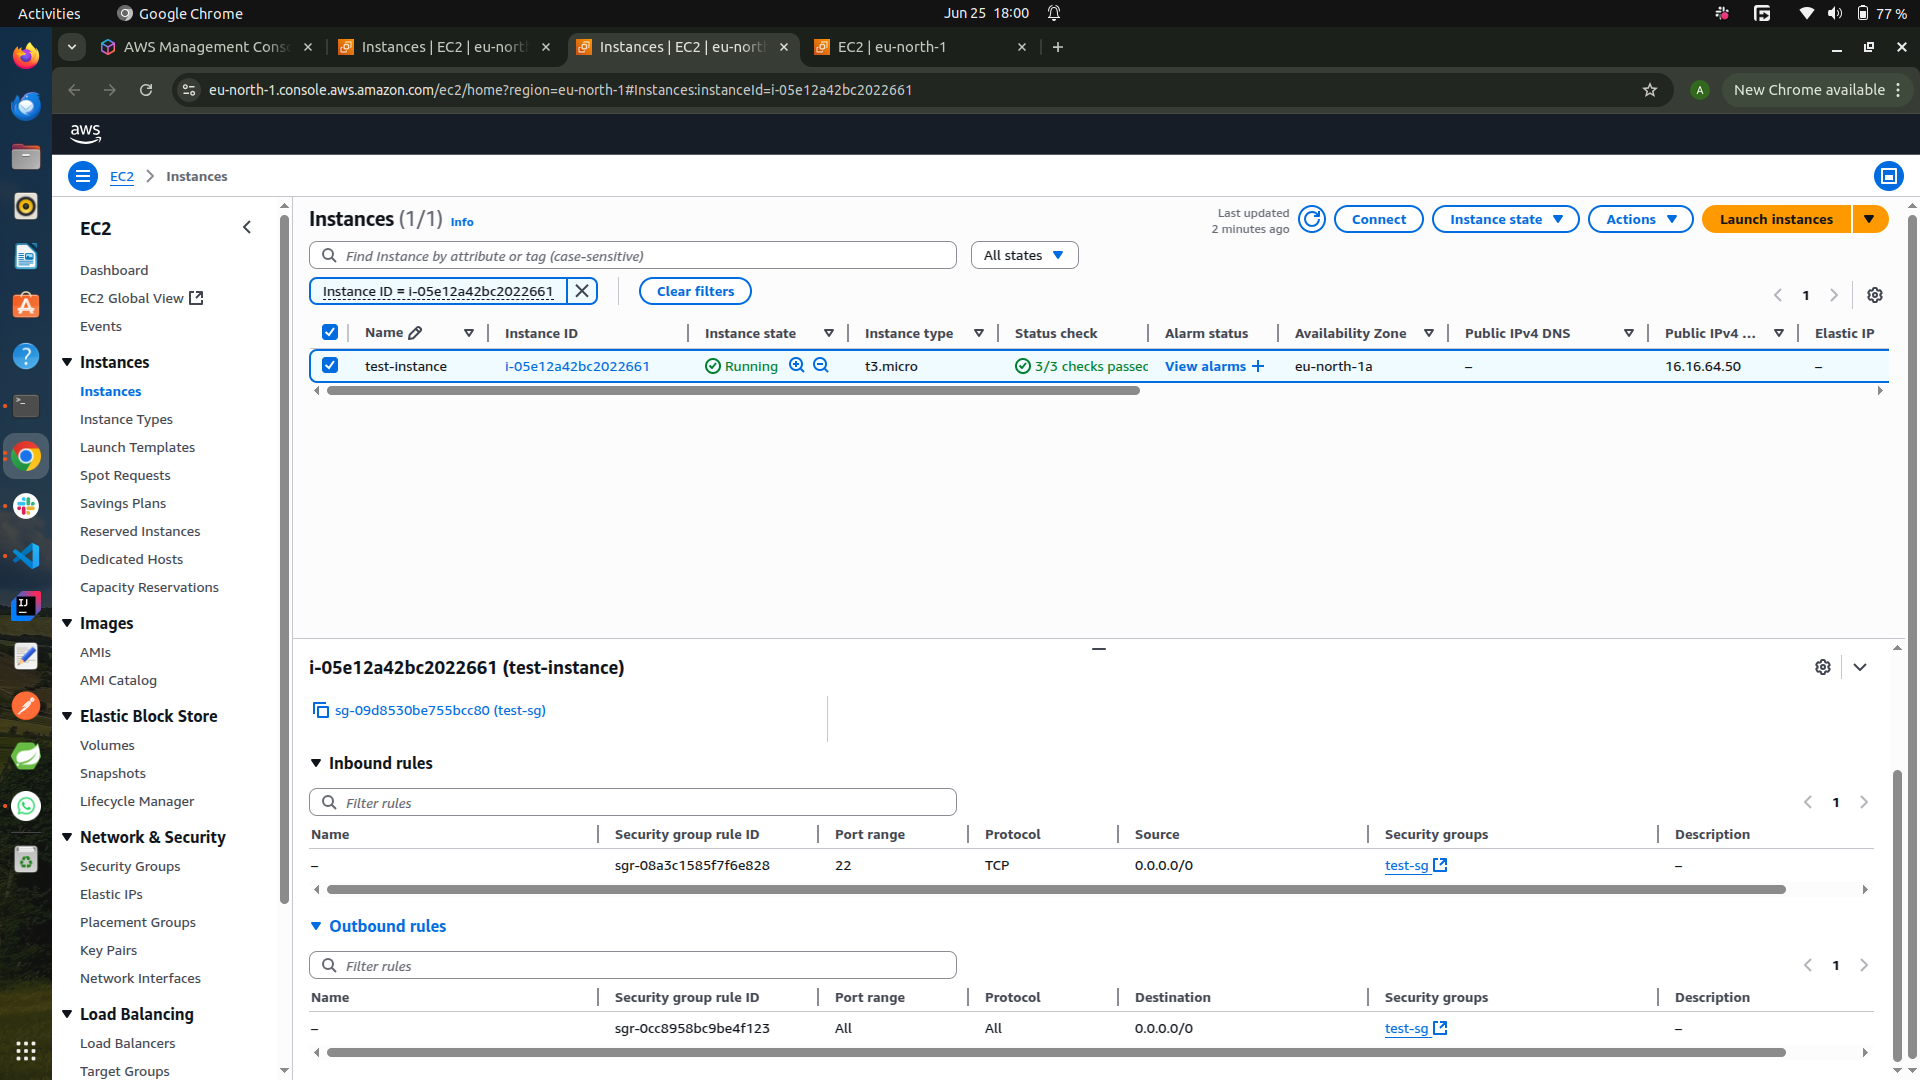 Activities
Google Chrome
Jun 25 18:00
77 %
AWS Management Conso
Instances | EC2 | eu-nort
Instances | EC2 | eu-nort
EC2 | eu-north-1
eu-north-1.console.aws.amazon.com/ec2/home?region=eu-north-1#Instances:instanceId=i-05e12a42bc2022661
A
New Chrome available
aws
EC2
Instances
EC2
Dashboard
EC2 Global View
Events
Instances
Instances
Instance Types
Launch Templates
Spot Requests
Savings Plans
Reserved Instances
Dedicated Hosts
Capacity Reservations
Images
AMIs
AMI Catalog
Elastic Block Store
Volumes
Snapshots
Lifecycle Manager
Network & Security
Security Groups
Elastic IPs
Placement Groups
Key Pairs
Network Interfaces
Load Balancing
Load Balancers
Target Groups
Instances (1/1) Info
Last updated
2 minutes ago
Connect
Instance state
Actions
Launch instances
Find Instance by attribute or tag (case-sensitive)
All states
Instance ID = i-05e12a42bc2022661
Clear filters
1
Name Instance ID Instance state Instance type Status check Alarm status Availability Zone Public IPv4 DNS Public IPv4 ... Elastic IP
test-instance i-05e12a42bc2022661 Running t3.micro 3/3 checks passec View alarms + eu-north-1a – 16.16.64.50 –
i-05e12a42bc2022661 (test-instance)
sg-09d8530be755bcc80 (test-sg)
Inbound rules
Filter rules
1
Name Security group rule ID Port range Protocol Source Security groups Description
– sgr-08a3c1585f7f6e828 22 TCP 0.0.0.0/0 test-sg –
Outbound rules
Filter rules
1
Name Security group rule ID Port range Protocol Destination Security groups Description
– sgr-0cc8958bc9be4f123 All All 0.0.0.0/0 test-sg –